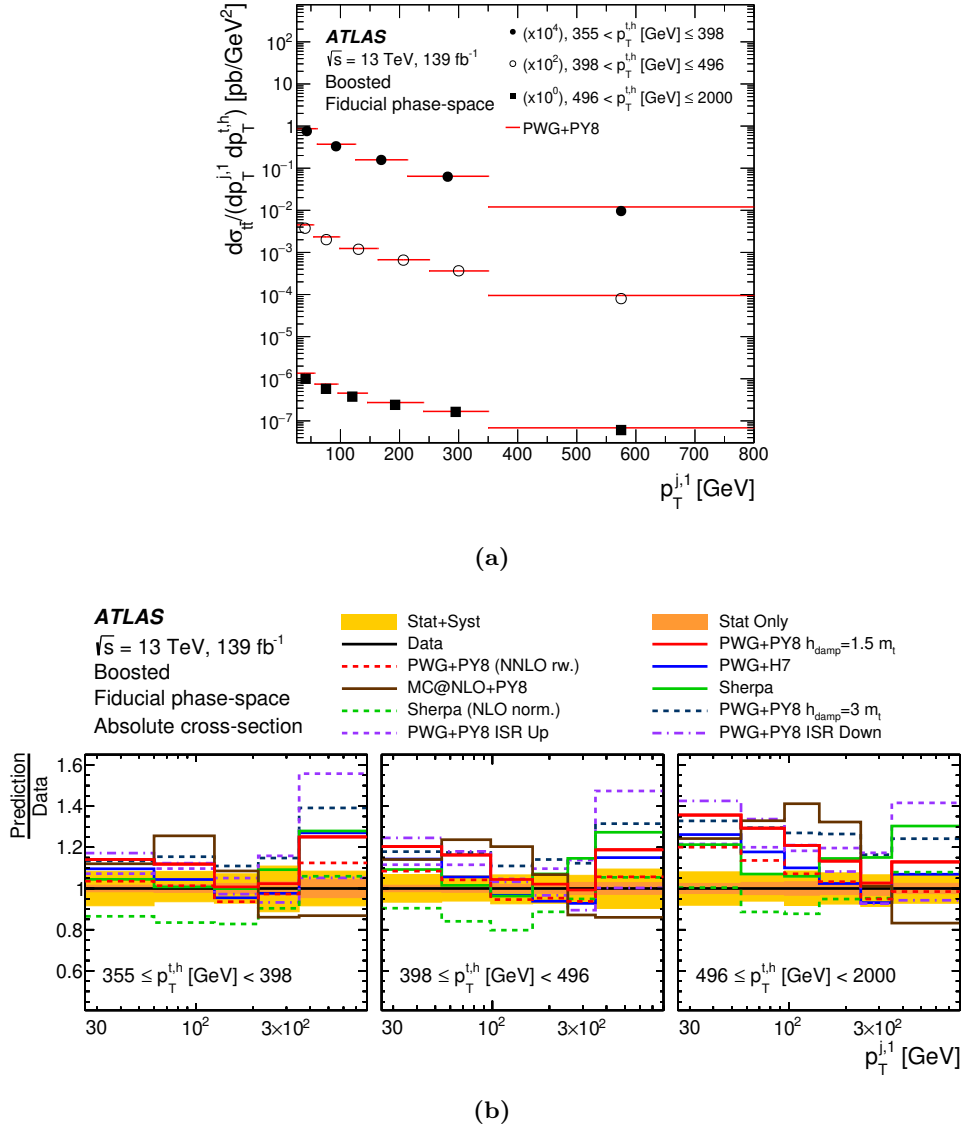 ATLAS
√s = 13 TeV, 139 fb⁻¹
Boosted
Fiducial phase-space
(x10⁴), 355 < p_T^{t,h} [GeV] ≤ 398
(x10²), 398 < p_T^{t,h} [GeV] ≤ 496
(x10⁰), 496 < p_T^{t,h} [GeV] ≤ 2000
PWG+PY8
dσ_{tt̄}/(dp_T^{j,1} dp_T^{t,h}) [pb/GeV²]
10²
10
1
10⁻¹
10⁻²
10⁻³
10⁻⁴
10⁻⁵
10⁻⁶
10⁻⁷
100 200 300 400 500 600 700 800
p_T^{j,1} [GeV]
(a)
ATLAS
√s = 13 TeV, 139 fb⁻¹
Boosted
Fiducial phase-space
Absolute cross-section
Stat+Syst
Data
PWG+PY8 (NNLO rw.)
MC@NLO+PY8
Sherpa (NLO norm.)
PWG+PY8 ISR Up
Stat Only
PWG+PY8 h_{damp}=1.5 m_t
PWG+H7
Sherpa
PWG+PY8 h_{damp}=3 m_t
PWG+PY8 ISR Down
Prediction
Data
1.6
1.4
1.2
1.0
0.8
0.6
355 ≤ p_T^{t,h} [GeV] < 398
398 ≤ p_T^{t,h} [GeV] < 496
496 ≤ p_T^{t,h} [GeV] < 2000
30 10² 3×10² 30 10² 3×10² 30 10² 3×10²
p_T^{j,1} [GeV]
(b)